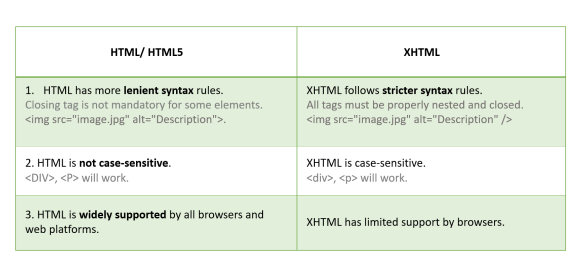 HTML/ HTML5
XHTML
1. HTML has more lenient syntax rules.
Closing tag is not mandatory for some elements.
<img src="image.jpg" alt="Description">.
XHTML follows stricter syntax rules.
All tags must be properly nested and closed.
<img src="image.jpg" alt="Description" />
2. HTML is not case-sensitive.
<DIV>, <P> will work.
XHTML is case-sensitive.
<div>, <p> will work.
3. HTML is widely supported by all browsers and
web platforms.
XHTML has limited support by browsers.